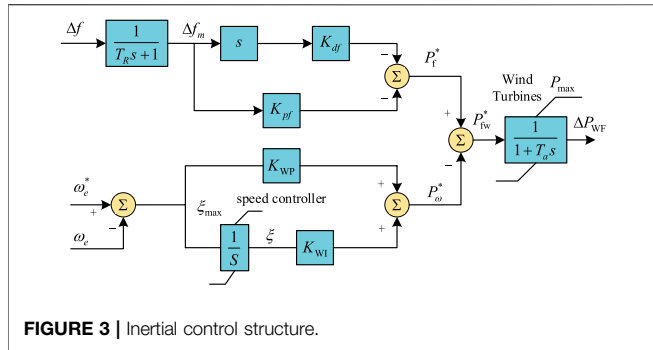 Δf
1
T_R s + 1
Δf_m
s
K_df
−
Σ
−
P_f^*
K_pf
Wind
Turbines
P_max
+
Σ
−
P_fw^*
1
1 + T_a s
ΔP_WF
ω_e^*
+
Σ
−
ω_e
K_WP
ξ_max
speed controller
1
S
ξ
K_WI
+
Σ
+
P_ω^*
FIGURE 3 | Inertial control structure.